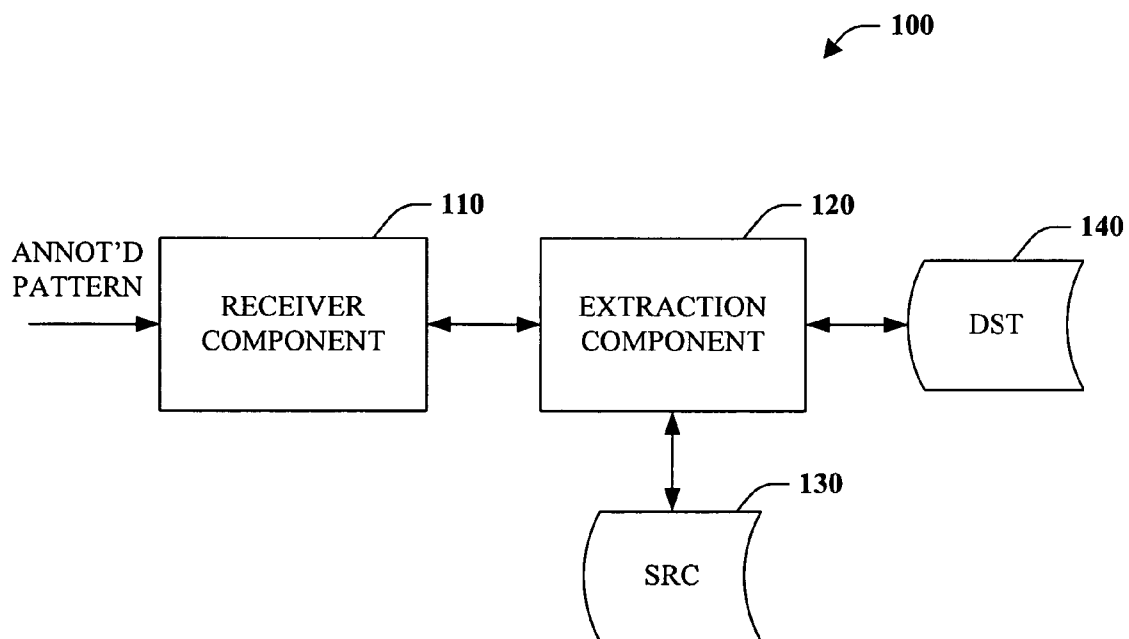 100
110
120
140
ANNOT'D
PATTERN
RECEIVER
COMPONENT
EXTRACTION
COMPONENT
DST
130
SRC